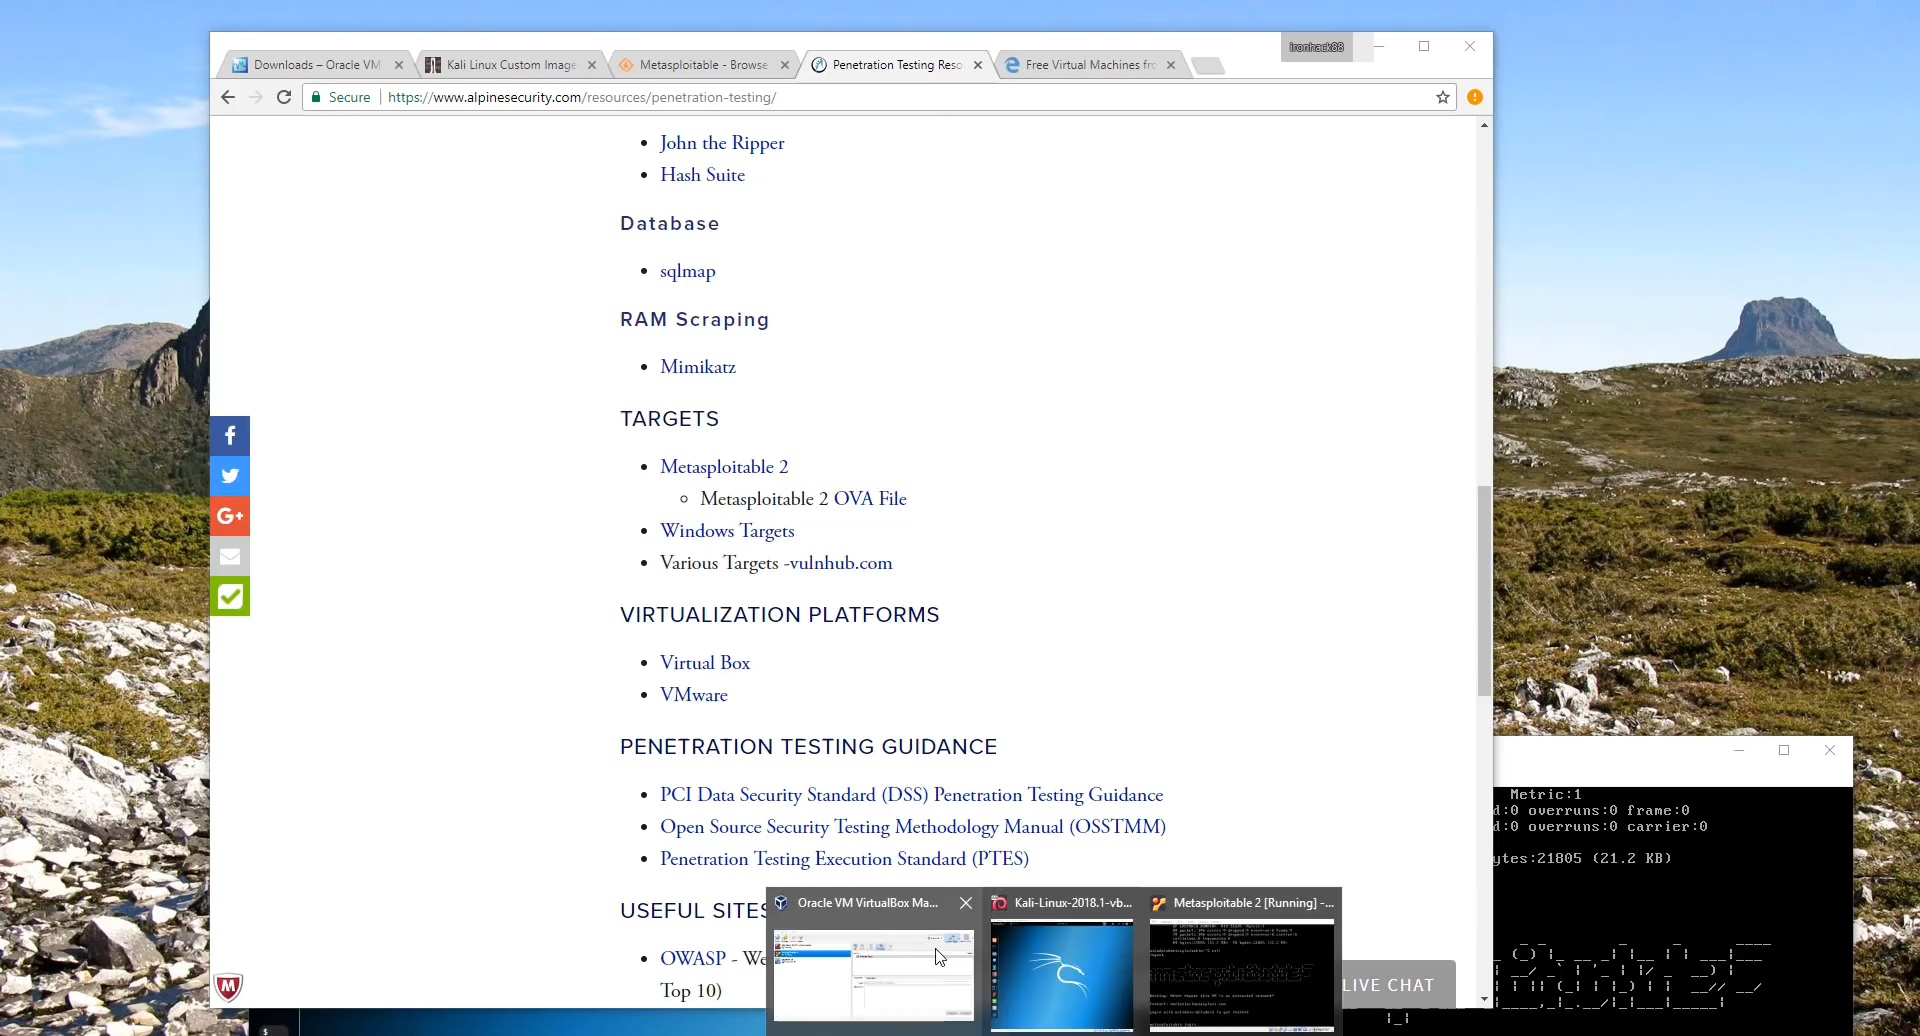 ironhack88
Downloads – Oracle VM
Kali Linux Custom Image
Metasploitable - Browse
Penetration Testing Reso
Free Virtual Machines fro
Secure
https://www.alpinesecurity.com/resources/penetration-testing/
John the Ripper
Hash Suite
Database
sqlmap
RAM Scraping
Mimikatz
TARGETS
Metasploitable 2
Metasploitable 2 OVA File
Windows Targets
Various Targets -vulnhub.com
VIRTUALIZATION PLATFORMS
Virtual Box
VMware
PENETRATION TESTING GUIDANCE
PCI Data Security Standard (DSS) Penetration Testing Guidance
Open Source Security Testing Methodology Manual (OSSTMM)
Penetration Testing Execution Standard (PTES)
USEFUL SITES
OWASP - We
Top 10)
LIVE CHAT
Oracle VM VirtualBox Ma...
Kali-Linux-2018.1-vb...
Metasploitable 2 [Running] -...
Metric:1
d:0 overruns:0 frame:0
d:0 overruns:0 carrier:0
ytes:21805 (21.2 KB)